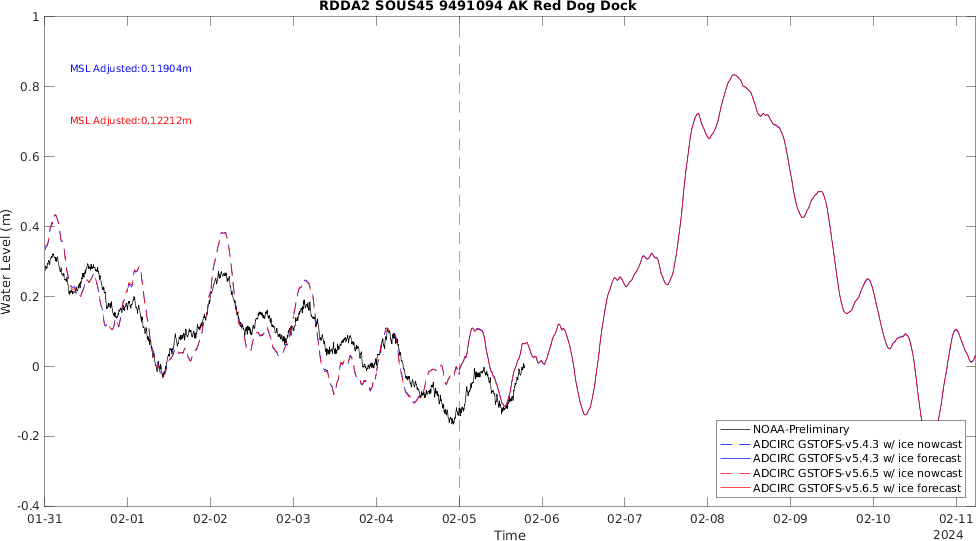 RDDA2 SOUS45 9491094 AK Red Dog Dock
MSL Adjusted:0.11904m
MSL Adjusted:0.12212m
Water Level (m)
1
0.8
0.6
0.4
0.2
0
-0.2
-0.4
NOAA-Preliminary
ADCIRC GSTOFS-v5.4.3 w/ ice nowcast
ADCIRC GSTOFS-v5.4.3 w/ ice forecast
ADCIRC GSTOFS-v5.6.5 w/ ice nowcast
ADCIRC GSTOFS-v5.6.5 w/ ice forecast
01-31 02-01 02-02 02-03 02-04 02-05 02-06 02-07 02-08 02-09 02-10 02-11
2024
Time